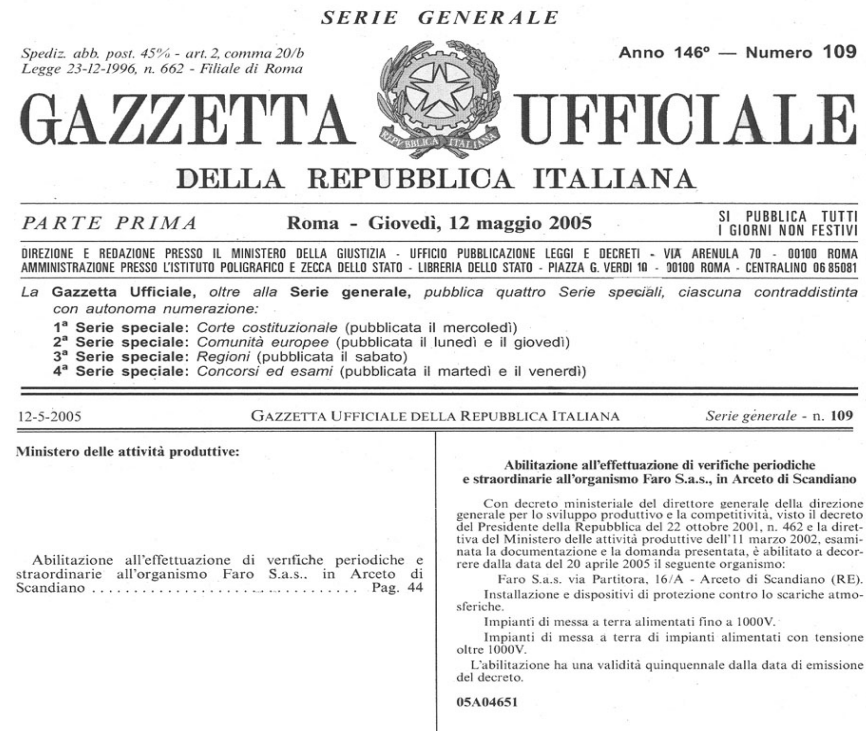 SERIE GENERALE
Spediz. abb. post. 45% - art. 2, comma 20/b
Legge 23-12-1996, n. 662 - Filiale di Roma
Anno 146º — Numero 109
GAZZETTA UFFICIALE
DELLA REPUBBLICA ITALIANA
PARTE PRIMA
Roma - Giovedì, 12 maggio 2005
SI PUBBLICA TUTTI
I GIORNI NON FESTIVI
DIREZIONE E REDAZIONE PRESSO IL MINISTERO DELLA GIUSTIZIA - UFFICIO PUBBLICAZIONE LEGGI E DECRETI - VIA ARENULA 70 - 00100 ROMA
AMMINISTRAZIONE PRESSO L'ISTITUTO POLIGRAFICO E ZECCA DELLO STATO - LIBRERIA DELLO STATO - PIAZZA G. VERDI 10 - 00100 ROMA - CENTRALINO 06 85081
La Gazzetta Ufficiale, oltre alla Serie generale, pubblica quattro Serie speciali, ciascuna contraddistinta
con autonoma numerazione:
1ª Serie speciale: Corte costituzionale (pubblicata il mercoledì)
2ª Serie speciale: Comunità europee (pubblicata il lunedì e il giovedì)
3ª Serie speciale: Regioni (pubblicata il sabato)
4ª Serie speciale: Concorsi ed esami (pubblicata il martedì e il venerdì)
12-5-2005
GAZZETTA UFFICIALE DELLA REPUBBLICA ITALIANA
Serie generale - n. 109
Ministero delle attività produttive:
Abilitazione all'effettuazione di verifiche periodiche e
straordinarie all'organismo Faro S.a.s.. in Arceto di
Scandiano ................................ Pag. 44
Abilitazione all'effettuazione di verifiche periodiche
e straordinarie all'organismo Faro S.a.s., in Arceto di Scandiano
Con decreto ministeriale del direttore generale della direzione
generale per lo sviluppo produttivo e la competitività, visto il decreto
del Presidente della Repubblica del 22 ottobre 2001, n. 462 e la diret-
tiva del Ministero delle attività produttive dell'11 marzo 2002, esami-
nata la documentazione e la domanda presentata, è abilitato a decor-
rere dalla data del 20 aprile 2005 il seguente organismo:
Faro S.a.s. via Partitora, 16/A - Arceto di Scandiano (RE).
Installazione e dispositivi di protezione contro lo scariche atmo-
sferiche.
Impianti di messa a terra alimentati fino a 1000V.
Impianti di messa a terra di impianti alimentati con tensione
oltre 1000V.
L'abilitazione ha una validità quinquennale dalla data di emissione
del decreto.
05A04651